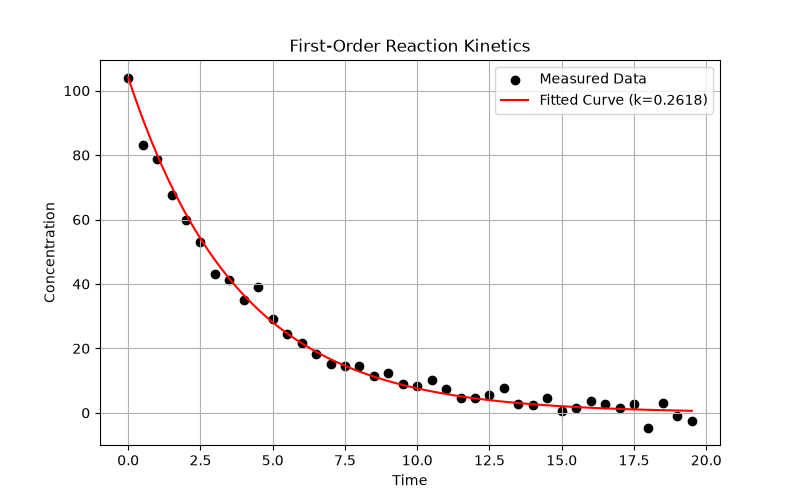 First-Order Reaction Kinetics
Measured Data
Fitted Curve (k=0.2618)
Concentration
100
80
60
40
20
0
0.0 2.5 5.0 7.5 10.0 12.5 15.0 17.5 20.0
Time